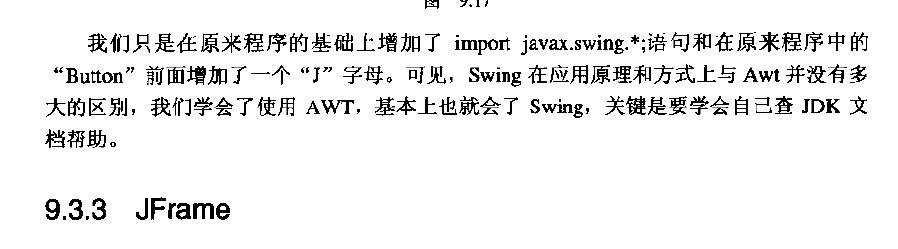 图 9.17
我们只是在原来程序的基础上增加了 import javax.swing.*;语句和在原来程序中的
“Button”前面增加了一个“J”字母。可见，Swing 在应用原理和方式上与 Awt 并没有多
大的区别，我们学会了使用 AWT，基本上也就会了 Swing，关键是要学会自己查 JDK 文
档帮助。
9.3.3 JFrame